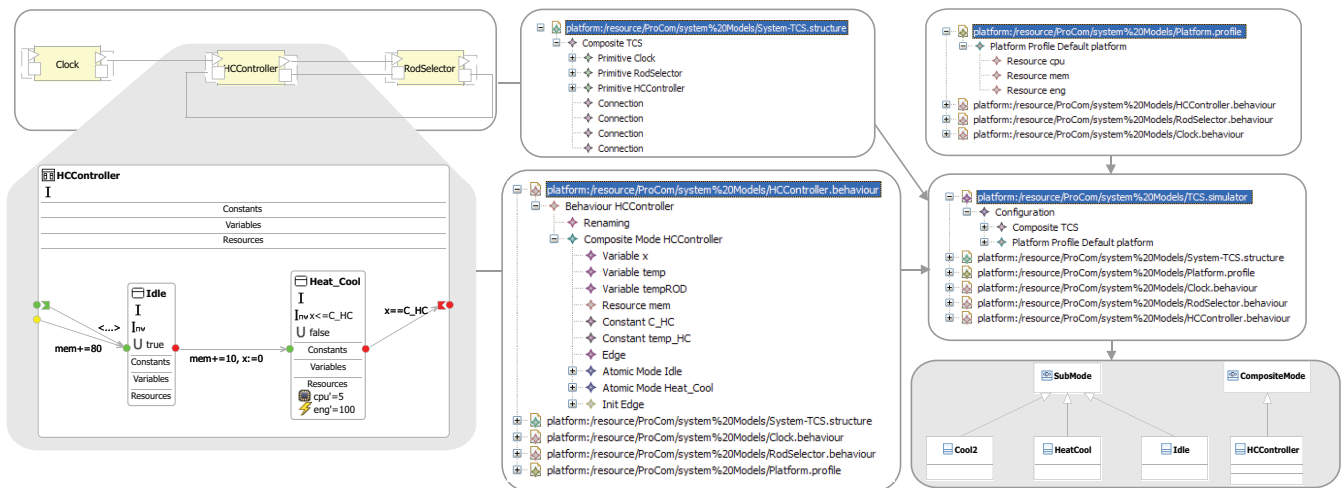 Clock
HCController
RodSelector
HCController
I
Constants
Variables
Resources
Idle
I
Inv
U true
Constants
Variables
Resources
Heat_Cool
I
Inv x<=C_HC
U false
Constants
Variables
Resources
cpu'=5
eng'=100
<...>
mem+=80
mem+=10, x:=0
x==C_HC
platform:/resource/ProCom/system%20Models/System-TCS.structure
Composite TCS
Primitive Clock
Primitive RodSelector
Primitive HCController
Connection
Connection
Connection
Connection
platform:/resource/ProCom/system%20Models/HCController.behaviour
Behaviour HCController
Renaming
Composite Mode HCController
Variable x
Variable temp
Variable tempROD
Resource mem
Constant C_HC
Constant temp_HC
Edge
Atomic Mode Idle
Atomic Mode Heat_Cool
Init Edge
platform:/resource/ProCom/system%20Models/System-TCS.structure
platform:/resource/ProCom/system%20Models/Clock.behaviour
platform:/resource/ProCom/system%20Models/RodSelector.behaviour
platform:/resource/ProCom/system%20Models/Platform.profile
platform:/resource/ProCom/system%20Models/Platform.profile
Platform Profile Default platform
Resource cpu
Resource mem
Resource eng
platform:/resource/ProCom/system%20Models/HCController.behaviour
platform:/resource/ProCom/system%20Models/RodSelector.behaviour
platform:/resource/ProCom/system%20Models/Clock.behaviour
platform:/resource/ProCom/system%20Models/TCS.simulator
Configuration
Composite TCS
Platform Profile Default platform
platform:/resource/ProCom/system%20Models/System-TCS.structure
platform:/resource/ProCom/system%20Models/Platform.profile
platform:/resource/ProCom/system%20Models/Clock.behaviour
platform:/resource/ProCom/system%20Models/RodSelector.behaviour
platform:/resource/ProCom/system%20Models/HCController.behaviour
SubMode
CompositeMode
Cool2
HeatCool
Idle
HCController